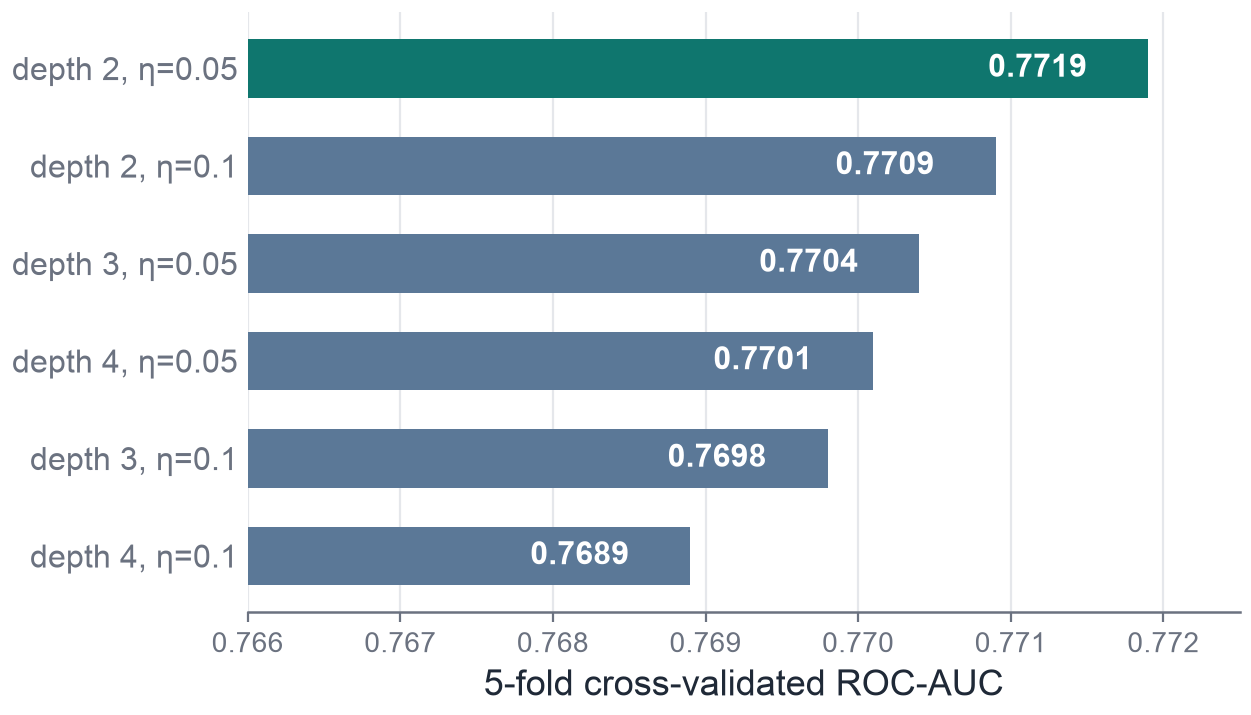 depth 2, η=0.05 0.7719
depth 2, η=0.1 0.7709
depth 3, η=0.05 0.7704
depth 4, η=0.05 0.7701
depth 3, η=0.1 0.7698
depth 4, η=0.1 0.7689
0.766 0.767 0.768 0.769 0.770 0.771 0.772
5-fold cross-validated ROC-AUC